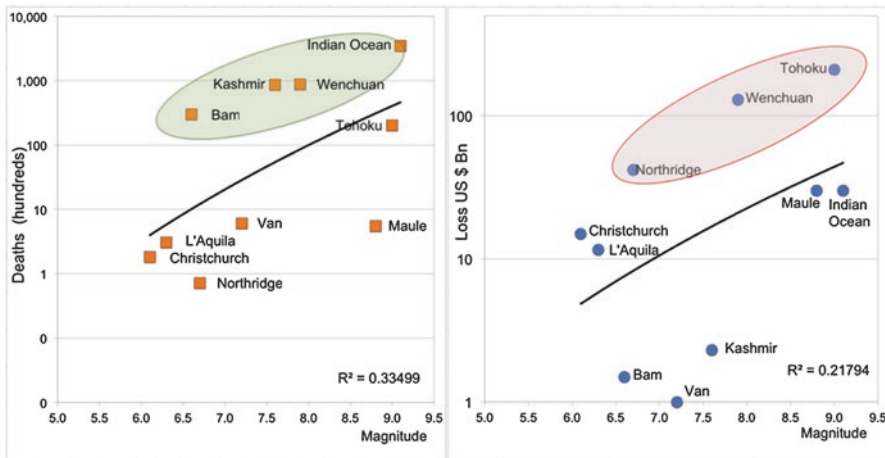 10,000
1,000
100
10
1
0
0
Deaths (hundreds)
Indian Ocean
Kashmir
Wenchuan
Bam
Tohoku
Van
Maule
L'Aquila
Christchurch
Northridge
R² = 0.33499
5.0 5.5 6.0 6.5 7.0 7.5 8.0 8.5 9.0 9.5
Magnitude
100
10
1
Loss US $ Bn
Tohoku
Wenchuan
Northridge
Maule
Indian
Ocean
Christchurch
L'Aquila
Kashmir
Bam
Van
R² = 0.21794
5.0 5.5 6.0 6.5 7.0 7.5 8.0 8.5 9.0 9.5
Magnitude